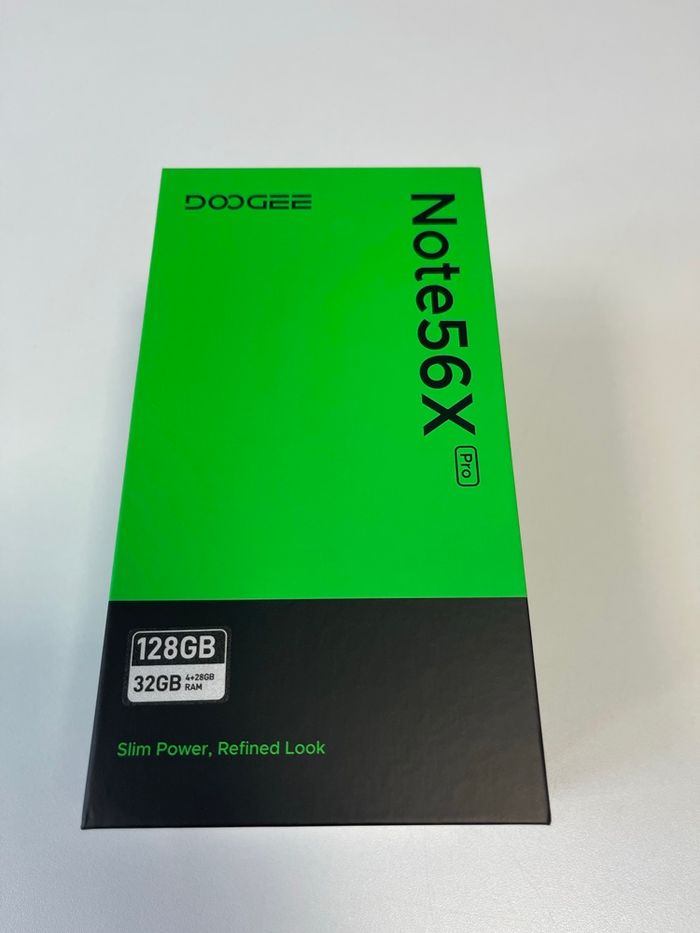 DOOGEE
Note56X Pro
128GB
32GB 4+28GB
RAM
Slim Power, Refined Look